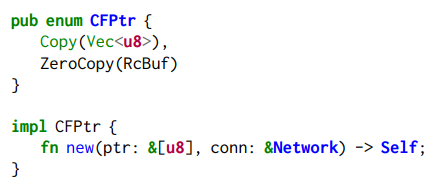 pub enum CFPtr {
Copy(Vec<u8>),
ZeroCopy(RcBuf)
}
impl CFPtr {
fn new(ptr: &[u8], conn: &Network) -> Self;
}